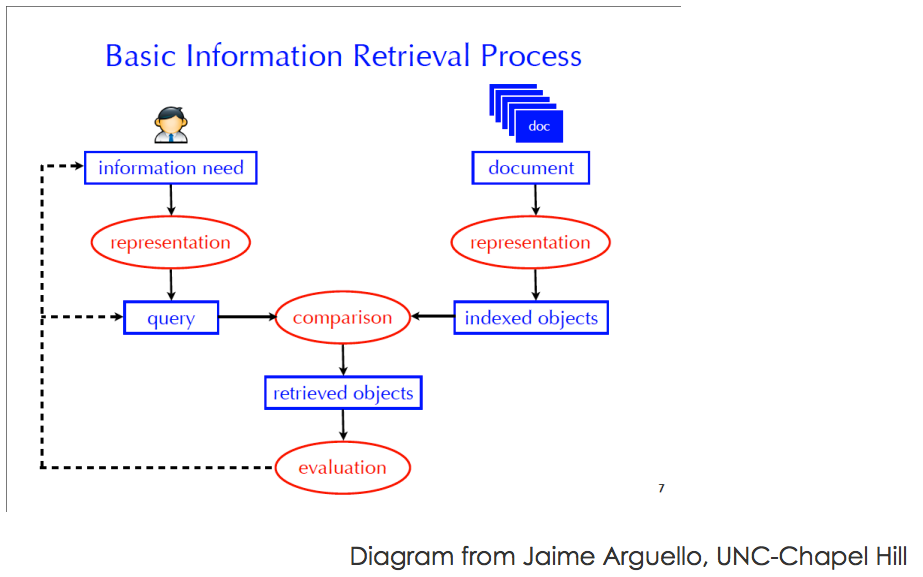 Basic Information Retrieval Process
doc
information need
document
representation
representation
query
comparison
indexed objects
retrieved objects
evaluation
7
Diagram from Jaime Arguello, UNC-Chapel Hill